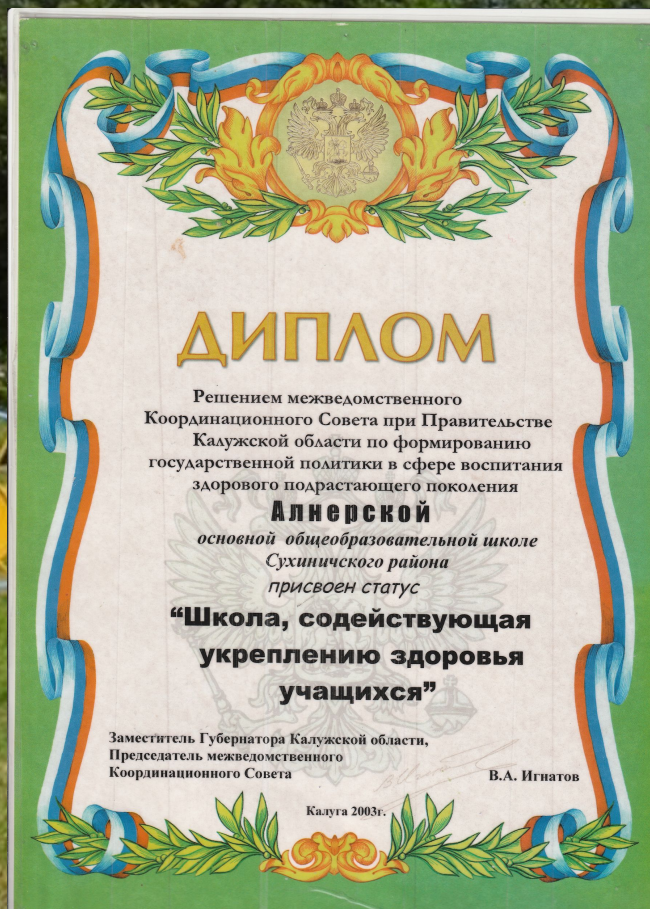 ДИПЛОМ
Решением межведомственного
Координационного Совета при Правительстве
Калужской области по формированию
государственной политики в сфере воспитания
здорового подрастающего поколения
Алнерской
основной общеобразовательной школе
Сухиничского района
присвоен статус
“Школа, содействующая
укреплению здоровья
учащихся”
Заместитель Губернатора Калужской области,
Председатель межведомственного
Координационного Совета
В.А. Игнатов
Калуга 2003г.